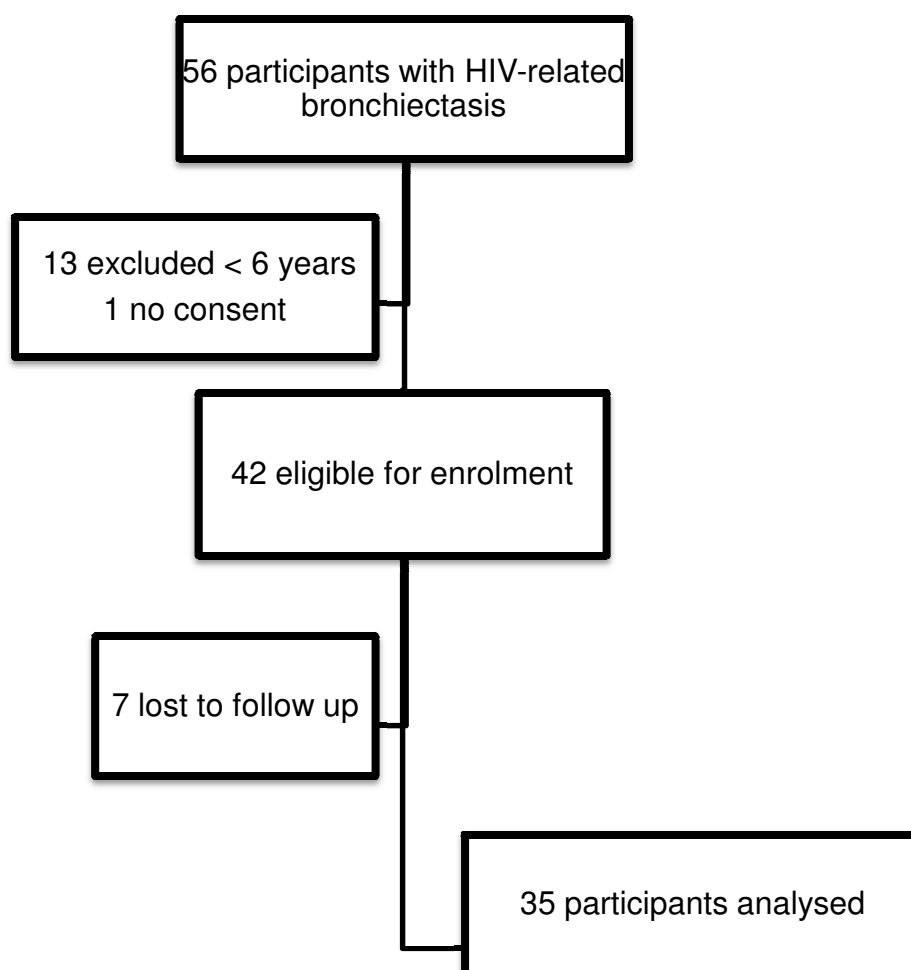 56 participants with HIV-related
bronchiectasis
13 excluded < 6 years
1 no consent
42 eligible for enrolment
7 lost to follow up
35 participants analysed